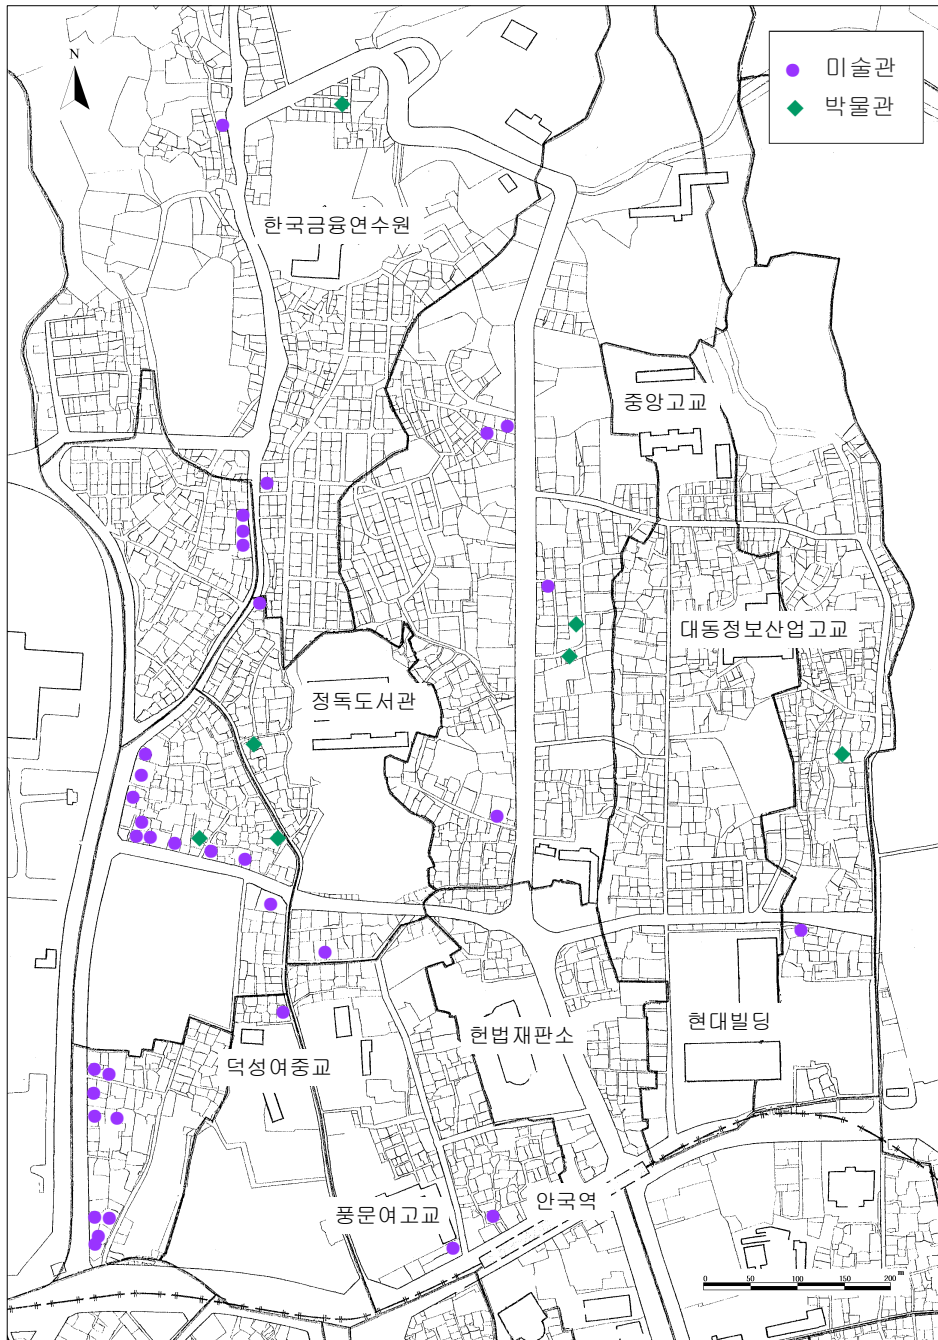 N
미술관
박물관
한국금융연수원
중앙고교
대동정보산업고교
정독도서관
현대빌딩
헌법재판소
덕성여중교
안국역
풍문여고교
0 50 100 150 200 m